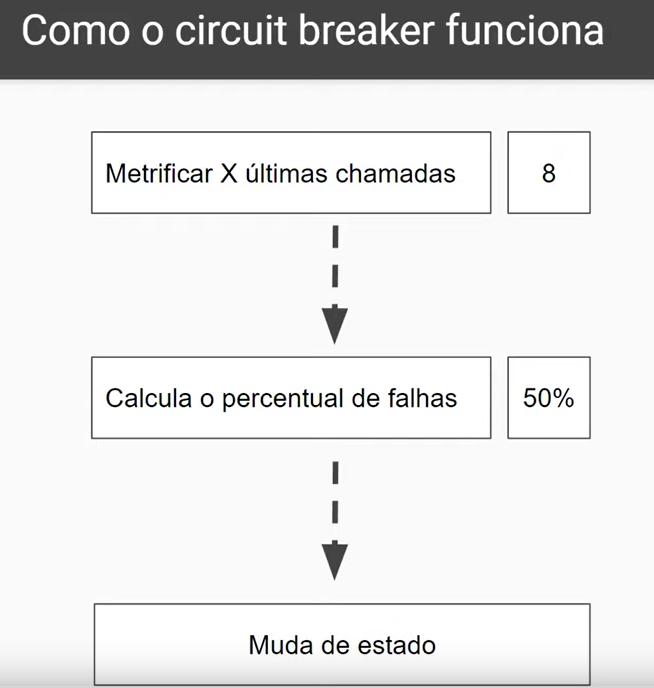 Como o circuit breaker funciona
Metrificar X últimas chamadas
8
Calcula o percentual de falhas
50%
Muda de estado